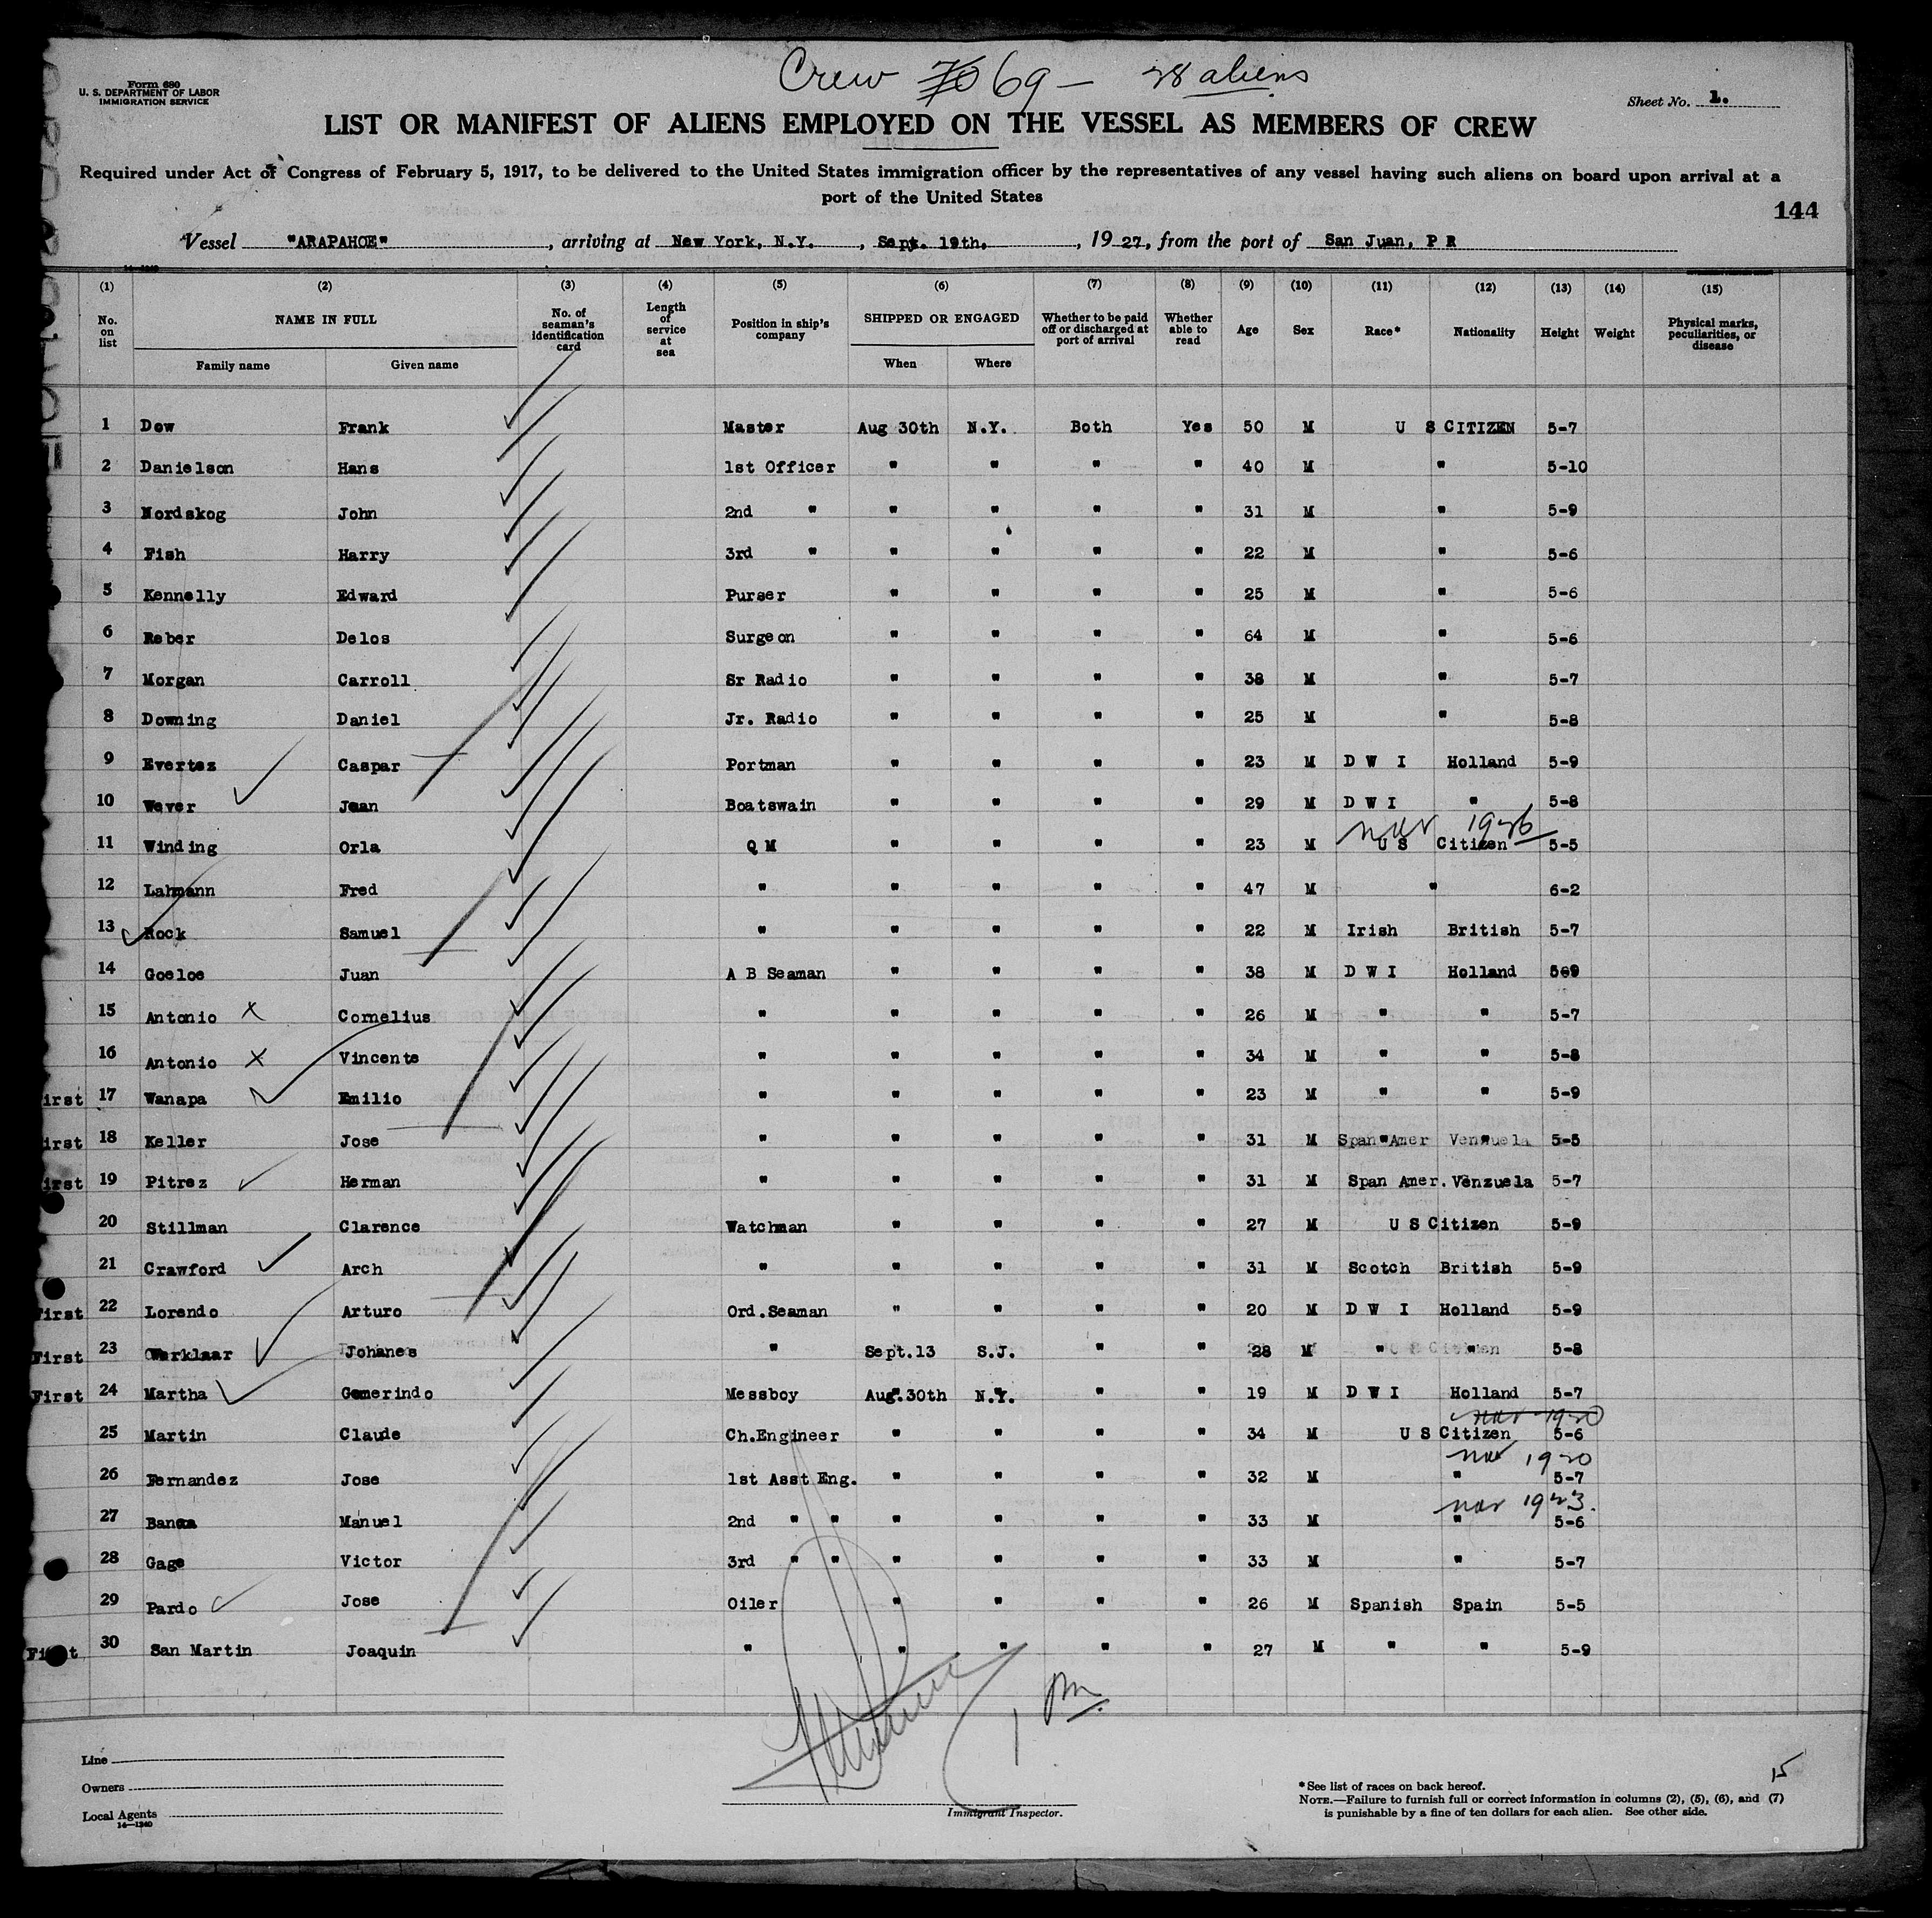 Crew 70 69 – 28 aliens
Form 680
U. S. DEPARTMENT OF LABOR
IMMIGRATION SERVICE
Sheet No. 1.
LIST OR MANIFEST OF ALIENS EMPLOYED ON THE VESSEL AS MEMBERS OF CREW
Required under Act of Congress of February 5, 1917, to be delivered to the United States immigration officer by the representatives of any vessel having such aliens on board upon arrival at a
port of the United States
144
Vessel "ARAPAHOE", arriving at New York, N.Y., Sept. 19th, 1927, from the port of San Juan, P R
14—1240
(1) (2) (3) (4) (5) (6) (7) (8) (9) (10) (11) (12) (13) (14) (15)
No. on list NAME IN FULL No. of seaman's identification card Length of service at sea Position in ship's company SHIPPED OR ENGAGED Whether to be paid off or discharged at port of arrival Whether able to read Age Sex Race* Nationality Height Weight Physical marks, peculiarities, or disease
Family name Given name When Where
1 Dew Frank Master Aug 30th N.Y. Both Yes 50 M U S CITIZEN 5-7
2 Danielson Hans 1st Officer " " " " 40 M " 5-10
3 Nordskog John 2nd " " " " " 31 M " 5-9
4 Fish Harry 3rd " " " " " 22 M " 5-6
5 Kennelly Edward Purser " " " " 25 M " 5-6
6 Reber Delos Surgeon " " " " 64 M " 5-6
7 Morgan Carroll Sr Radio " " " " 38 M " 5-7
8 Downing Daniel Jr. Radio " " " " 25 M " 5-8
9 Evertsz Caspar Portman " " " " 23 M D W I Holland 5-9
10 Wever Jean Boatswain " " " " 29 M D W I " 5-8
nar 1926
11 Winding Orla Q M " " " " 23 M U S Citizen 5-5
12 Lahmann Fred " " " " " 47 M " 6-2
13 Rock Samuel " " " " " 22 M Irish British 5-7
14 Goeloe Juan A B Seaman " " " " 38 M D W I Holland 5-9
15 Antonio X Cornelius " " " " " 26 M " " 5-7
16 Antonio X Vincente " " " " " 34 M " " 5-8
First 17 Wanapa Emilio " " " " " 23 M " " 5-9
First 18 Keller Jose " " " " " 31 M Span Amer Venzuela 5-5
First 19 Pitrez Herman " " " " " 31 M Span Amer. Venzuela 5-7
20 Stillman Clarence Watchman " " " " 27 M U S Citizen 5-9
21 Crawford Arch " " " " " 31 M Scotch British 5-9
First 22 Lorendo Arturo Ord.Seaman " " " " 20 M D W I Holland 5-9
First 23 Werklaar Johanes " Sept.13 S.J. " " 28 M " " 5-8
First 24 Martha Gomerindo Messboy Aug.30th N.Y. " " 19 M D W I Holland 5-7
nar 1920
25 Martin Claude Ch.Engineer " " " " 34 M U S Citizen 5-6
nar 1920
26 Fernandez Jose 1st Asst Eng. " " " " 32 M " 5-7
nar 1923.
27 Manuel 2nd " " " " " " 33 M " 5-6
28 Gage Victor 3rd " " " " " " 33 M " 5-7
29 Pardo Jose Oiler " " " " 26 M Spanish Spain 5-5
First 30 San Martin Joaquin " " " " " 27 M " " 5-9
Line
Owners
Local Agents
14—1240
Immigrant Inspector.
15
*See list of races on back hereof.
NOTE.—Failure to furnish full or correct information in columns (2), (5), (6), and (7)
is punishable by a fine of ten dollars for each alien. See other side.